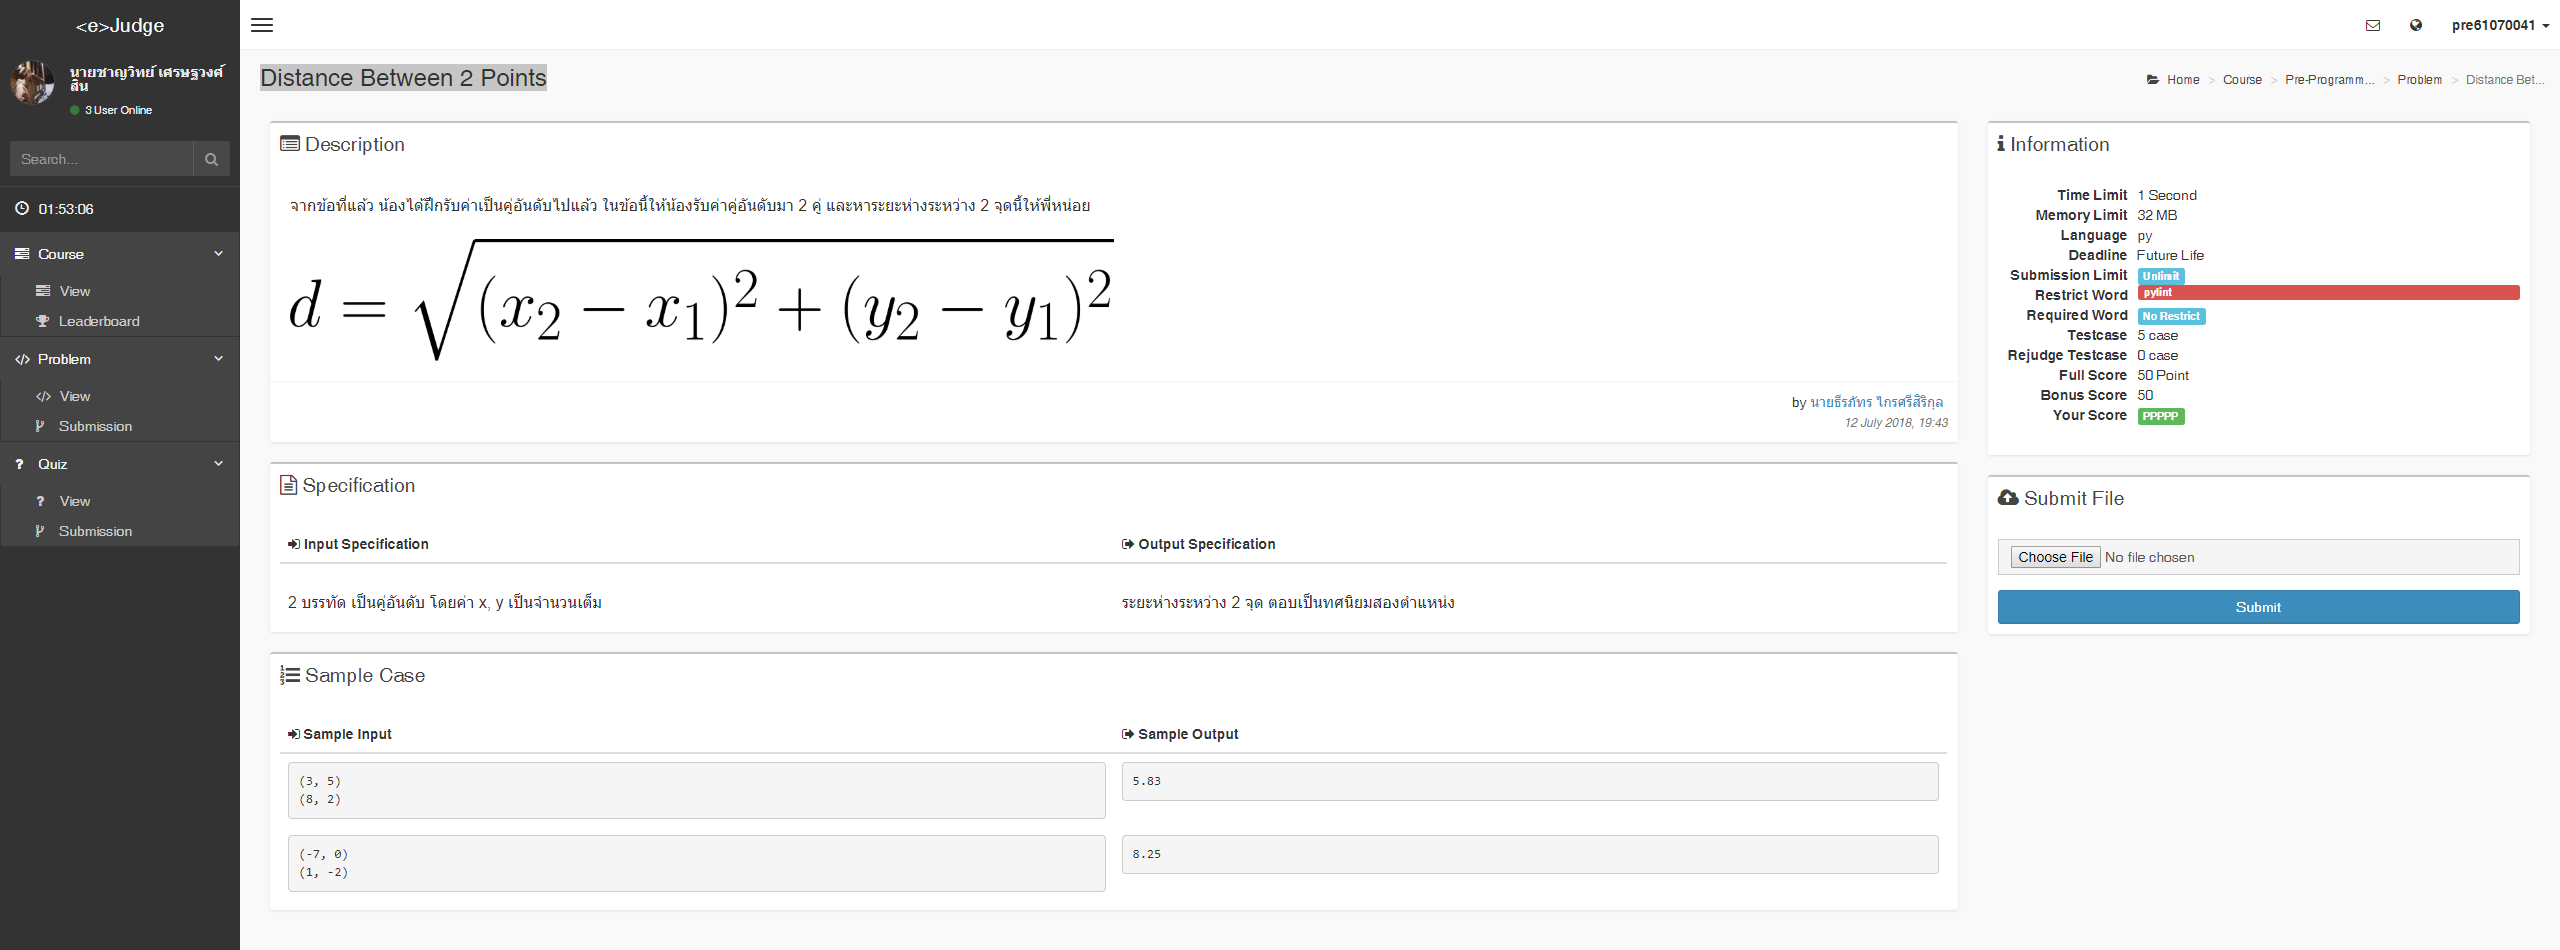 <e>Judge
pre61070041
นายชาญวิทย์ เศรษฐวงศ์
สิน
3 User Online
Search...
01:53:06
Course
View
Leaderboard
Problem
View
Submission
Quiz
View
Submission
Distance Between 2 Points
Home > Course > Pre-Programm... > Problem > Distance Bet...
Description
จากข้อที่แล้ว น้องได้ฝึกรับค่าเป็นคู่อันดับไปแล้ว ในข้อนี้ให้น้องรับค่าคู่อันดับมา 2 คู่ และหาระยะห่างระหว่าง 2 จุดนี้ให้พี่หน่อย
d = √(x₂ − x₁)² + (y₂ − y₁)²
by นายธีรภัทร ไกรศรีสิริกุล
12 July 2018, 19:43
Specification
Input Specification
Output Specification
2 บรรทัด เป็นคู่อันดับ โดยค่า x, y เป็นจำนวนเต็ม
ระยะห่างระหว่าง 2 จุด ตอบเป็นทศนิยมสองตำแหน่ง
Sample Case
Sample Input
Sample Output
(3, 5)
(8, 2)
5.83
(-7, 0)
(1, -2)
8.25
Information
Time Limit 1 Second
Memory Limit 32 MB
Language py
Deadline Future Life
Submission Limit Unlimit
Restrict Word pylint
Required Word No Restrict
Testcase 5 case
Rejudge Testcase 0 case
Full Score 50 Point
Bonus Score 50
Your Score PPPPP
Submit File
Choose File No file chosen
Submit